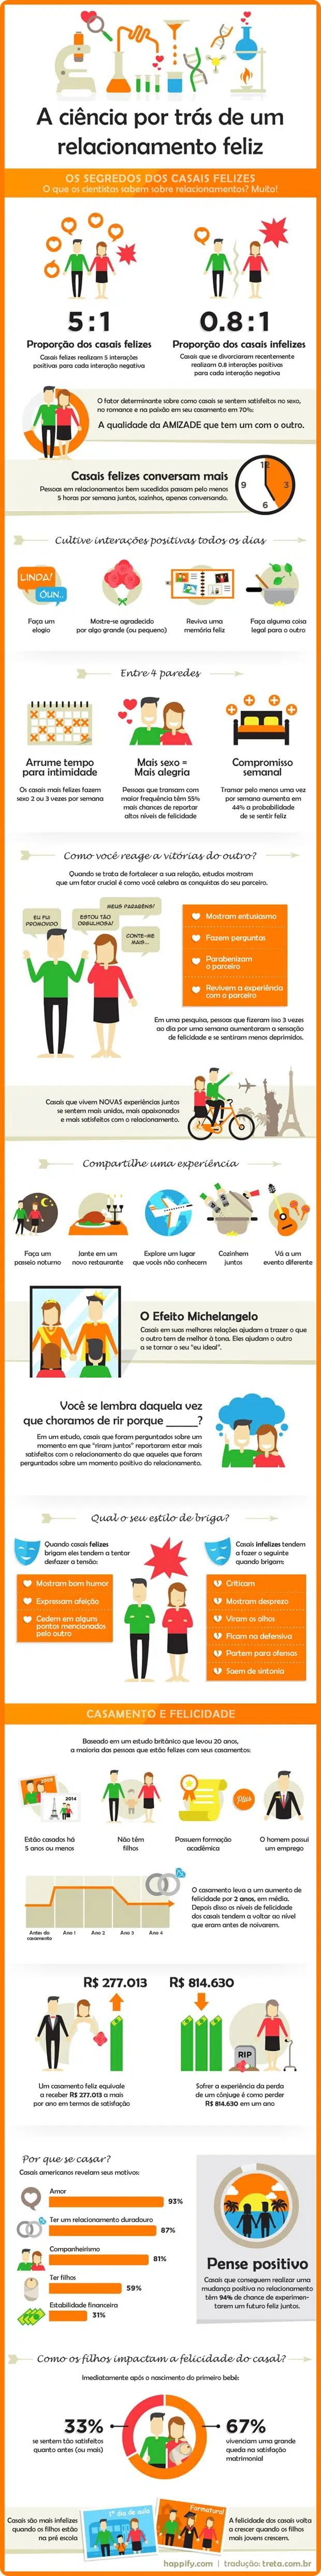 A ciência por trás de um
relacionamento feliz
OS SEGREDOS DOS CASAIS FELIZES
O que os cientistas sabem sobre relacionamentos? Muito!
5:1
Proporção dos casais felizes
Casais felizes realizam 5 interações
positivas para cada interação negativa
0.8:1
Proporção dos casais infelizes
Casais que se divorciaram recentemente
realizam 0.8 interações positivas
para cada interação negativa
O fator determinante sobre como casais se sentem satisfeitos no sexo,
no romance e na paixão em seu casamento em 70%:
A qualidade da AMIZADE que tem um com o outro.
Casais felizes conversam mais
Pessoas em relacionamentos bem sucedidos passam pelo menos
5 horas por semana juntos, sozinhos, apenas conversando.
12
9
3
6
Cultive interações positivas todos os dias
LINDA!
ÓUN..
Faça um
elogio
Mostre-se agradecido
por algo grande (ou pequeno)
Reviva uma
memória feliz
Faça alguma coisa
legal para o outro
Entre 4 paredes
Arrume tempo
para intimidade
Os casais mais felizes fazem
sexo 2 ou 3 vezes por semana
Mais sexo =
Mais alegria
Pessoas que transam com
maior frequência têm 55%
mais chances de reportar
altos níveis de felicidade
Compromisso
semanal
Transar pelo menos uma vez
por semana aumenta em
44% a probabilidade
de se sentir feliz
Como você reage a vitórias do outro?
Quando se trata de fortalecer a sua relação, estudos mostram
que um fator crucial é como você celebra as conquistas do seu parceiro.
EU FUI
PROMOVIDO
MEUS PARABÉNS!
ESTOU TÃO
ORGULHOSA!
CONTE-ME
MAIS...
Mostram entusiasmo
Fazem perguntas
Parabenizam
o parceiro
Revivem a experiência
com o parceiro
Em uma pesquisa, pessoas que fizeram isso 3 vezes
ao dia por uma semana aumentaram a sensação
de felicidade e se sentiram menos deprimidos.
Casais que vivem NOVAS experiências juntos
se sentem mais unidos, mais apaixonados
e mais satisfeitos com o relacionamento.
Compartilhe uma experiência
Faça um
passeio noturno
Jante em um
novo restaurante
Explore um lugar
que vocês não conhecem
Cozinhem
juntos
Vá a um
evento diferente
O Efeito Michelangelo
Casais em suas melhores relações ajudam a trazer o que
o outro tem de melhor à tona. Eles ajudam o outro
a se tornar o seu "eu ideal".
Você se lembra daquela vez
que choramos de rir porque _____?
Em um estudo, casais que foram perguntados sobre um
momento em que "riram juntos" reportaram estar mais
satisfeitos com o relacionamento do que aqueles que foram
perguntados sobre um momento positivo do relacionamento.
Qual o seu estilo de briga?
Quando casais felizes
brigam eles tendem a tentar
desfazer a tensão:
Mostram bom humor
Expressam afeição
Cedem em alguns
pontos mencionados
pelo outro
Casais infelizes tendem
a fazer o seguinte
quando brigam:
Criticam
Mostram desprezo
Viram os olhos
Ficam na defensiva
Partem para ofensas
Saem de sintonia
CASAMENTO E FELICIDADE
Baseado em um estudo britânico que levou 20 anos,
a maioria das pessoas que estão felizes com seus casamentos:
2009
2014
Plus
Estão casados há
5 anos ou menos
Não têm
filhos
Possuem formação
acadêmica
O homem possui
um emprego
O casamento leva a um aumento de
felicidade por 2 anos, em média.
Depois disso os níveis de felicidade
dos casais tendem a voltar ao nível
que eram antes de noivarem.
Antes do
casamento
Ano 1
Ano 2
Ano 3
Ano 4
R$ 277.013
R$ 814.630
RIP
Um casamento feliz equivale
a receber R$ 277.013 a mais
por ano em termos de satisfação
Sofrer a experiência da perda
de um cônjuge é como perder
R$ 814.630 em um ano
Por que se casar?
Casais americanos revelam seus motivos:
Amor
93%
Ter um relacionamento duradouro
87%
Companheirismo
81%
Ter filhos
59%
Estabilidade financeira
31%
Pense positivo
Casais que conseguem realizar uma
mudança positiva no relacionamento
têm 94% de chance de experimen-
tarem um futuro feliz juntos.
Como os filhos impactam a felicidade do casal?
Imediatamente após o nascimento do primeiro bebê:
33%
se sentem tão satisfeitos
quanto antes (ou mais)
67%
vivenciam uma grande
queda na satisfação
matrimonial
Casais são mais infelizes
quando os filhos estão
na pré escola
1º dia de aula
Formatura!
A felicidade dos casais volta
a crescer quando os filhos
mais jovens crescem.
happify.com | tradução: treta.com.br